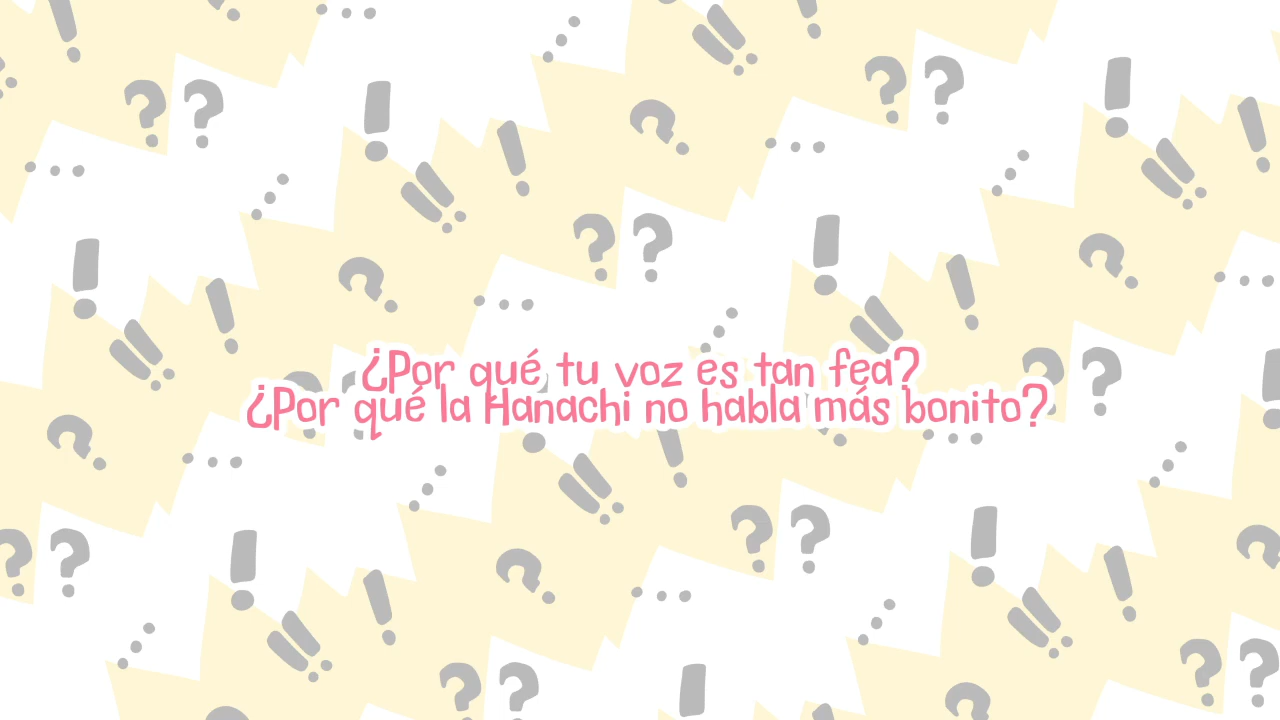 ¿Por qué tu voz es tan fea?
¿Por qué la Hanachi no habla más bonito?